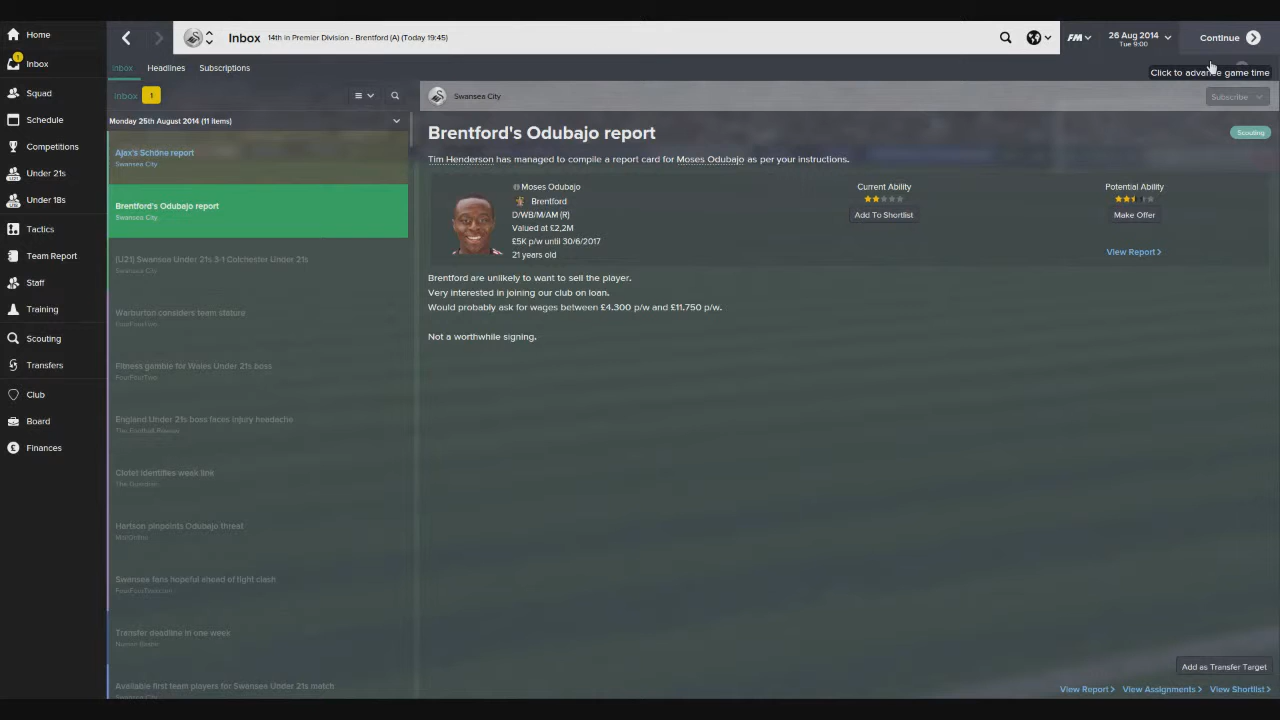 Home
Inbox 14th in Premier Division - Brentford (A) (Today 19:45)
FM
26 Aug 2014
Tue 9:00
Continue
1
Inbox
Inbox
Headlines
Subscriptions
Click to advance game time
Squad
Inbox 1
Swansea City
Subscribe
Schedule
Monday 25th August 2014 (11 items)
Competitions
Ajax's Schöne report
Swansea City
Brentford's Odubajo report
Scouting
Tim Henderson has managed to compile a report card for Moses Odubajo as per your instructions.
Under 21s
Under 18s
Brentford's Odubajo report
Swansea City
Moses Odubajo
Brentford
D/WB/M/AM (R)
Valued at £2,2M
£5K p/w until 30/6/2017
21 years old
Current Ability
Add To Shortlist
Potential Ability
Make Offer
View Report
Tactics
Team Report
Staff
Training
Scouting
Transfers
Club
Board
Finances
(U21) Swansea Under 21s 3-1 Colchester Under 21s
Swansea City
Brentford are unlikely to want to sell the player.
Very interested in joining our club on loan.
Would probably ask for wages between £4.300 p/w and £11.750 p/w.
Not a worthwhile signing.
Warburton considers team stature
FourFourTwo
Fitness gamble for Wales Under 21s boss
FourFourTwo
England Under 21s boss faces injury headache
Clotet identifies weak link
The Guardian
Hartson pinpoints Odubajo threat
Swansea fans hopeful ahead of tight clash
Transfer deadline in one week
Available first team players for Swansea Under 21s match
Swansea City
Add as Transfer Target
View Report
View Assignments
View Shortlist